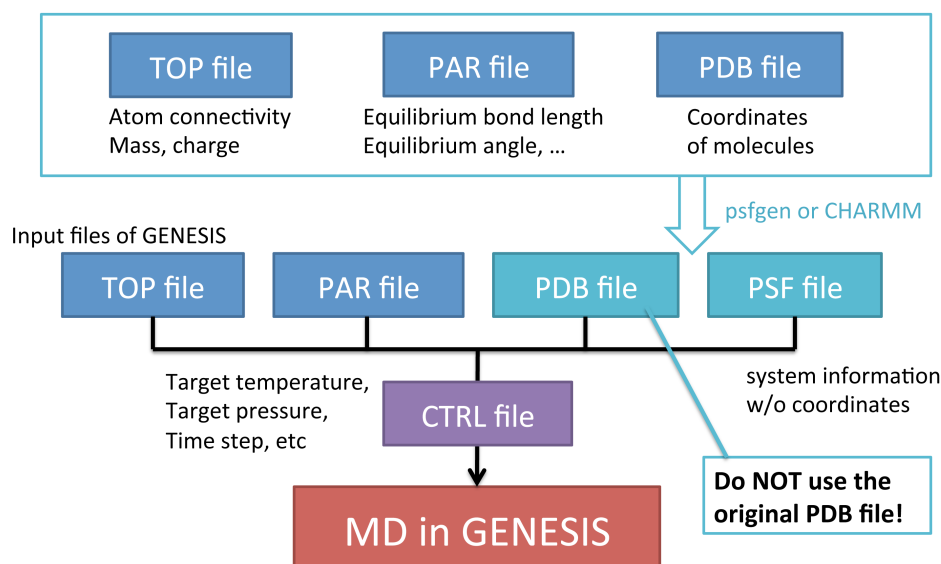 TOP file
PAR file
PDB file
Atom connectivity
Mass, charge
Equilibrium bond length
Equilibrium angle, ...
Coordinates
of molecules
psfgen or CHARMM
Input files of GENESIS
TOP file
PAR file
PDB file
PSF file
Target temperature,
Target pressure,
Time step, etc
CTRL file
system information
w/o coordinates
Do NOT use the
original PDB file!
MD in GENESIS